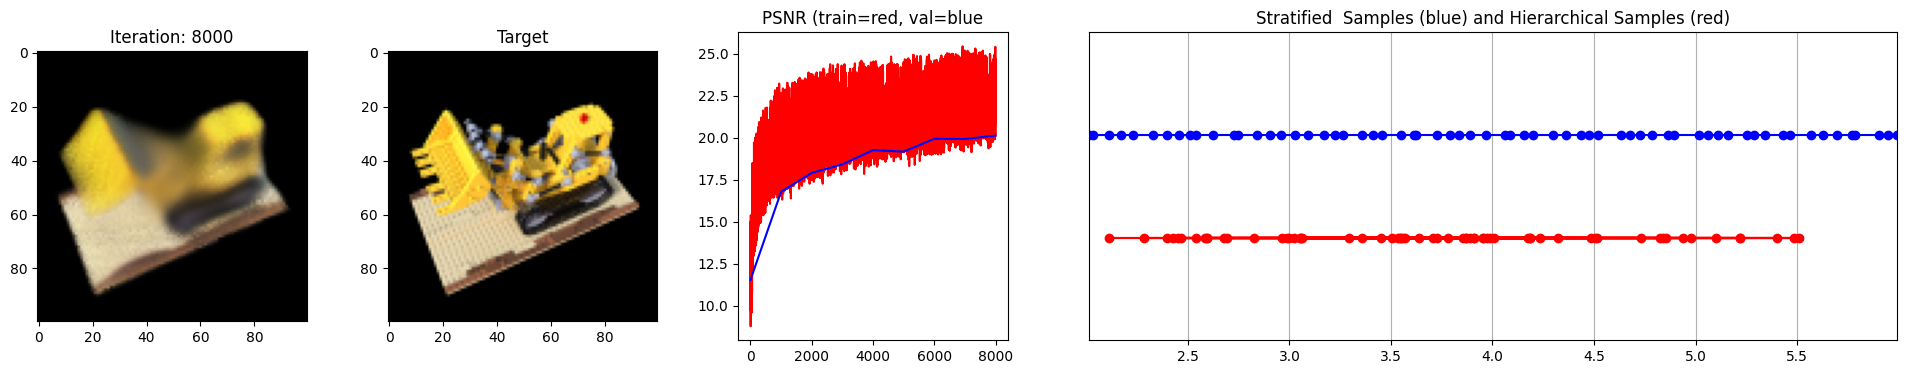 Iteration: 8000
0
20
40
60
80
0 20 40 60 80
Target
0
20
40
60
80
0 20 40 60 80
PSNR (train=red, val=blue
25.0
22.5
20.0
17.5
15.0
12.5
10.0
0 2000 4000 6000 8000
Stratified  Samples (blue) and Hierarchical Samples (red)
2.5 3.0 3.5 4.0 4.5 5.0 5.5